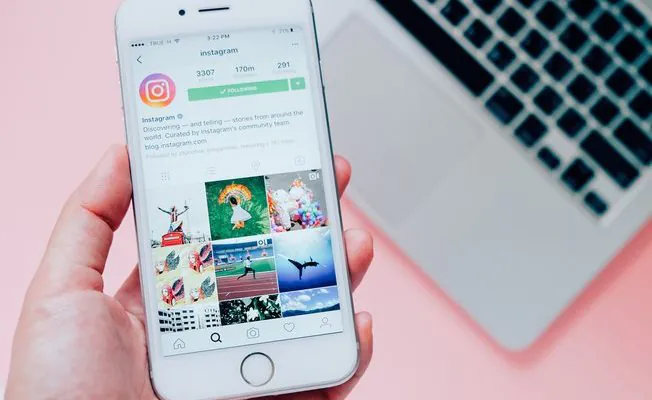 TRUE-H
3:22 PM
instagram
3307
170m
291
✓ FOLLOWING
Instagram
Discovering — and telling — stories from around the
world. Curated by Instagram's community team
blog.instagram.com